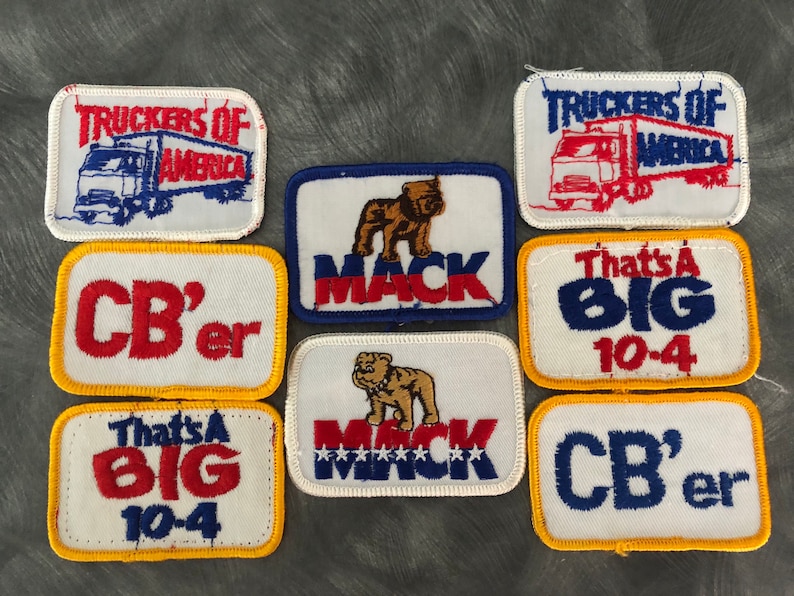 TRUCKERS OF
AMERICA
TRUCKERS OF
AMERICA
MACK
CB'er
That's A
BIG
10-4
MACK
That's A
BIG
10-4
CB'er